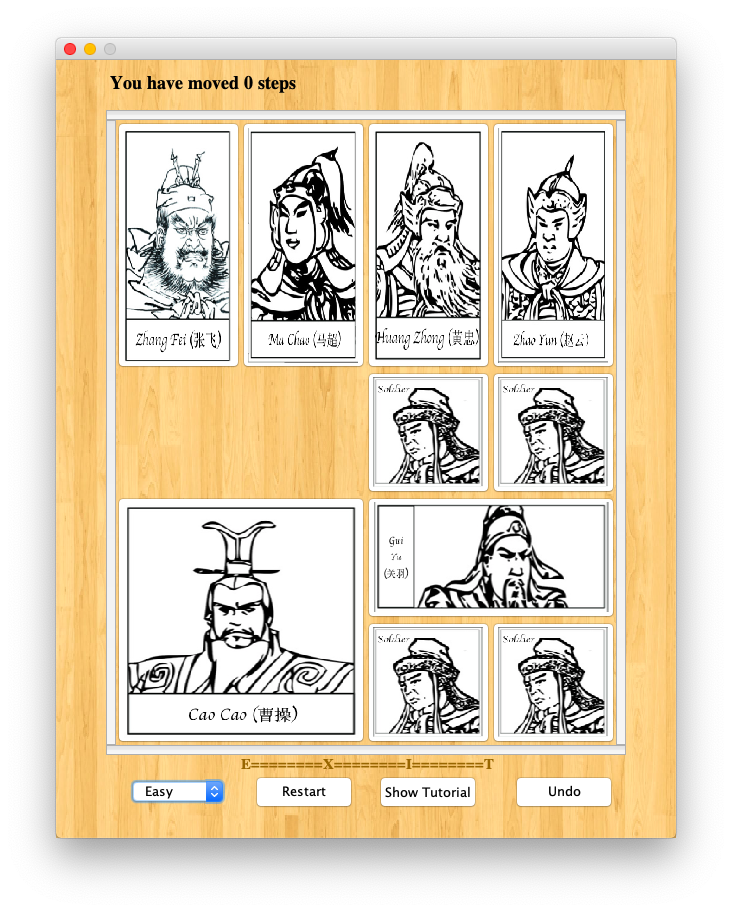 You have moved 0 steps
Zhang Fei (张飞)
Ma Chao (马超)
Huang Zhong (黄忠)
Zhao Yun (赵云)
Soldier
Soldier
Gui
Yu
(关羽)
Cao Cao (曹操)
Soldier
Soldier
E========X========I========T
Easy
Restart
Show Tutorial
Undo